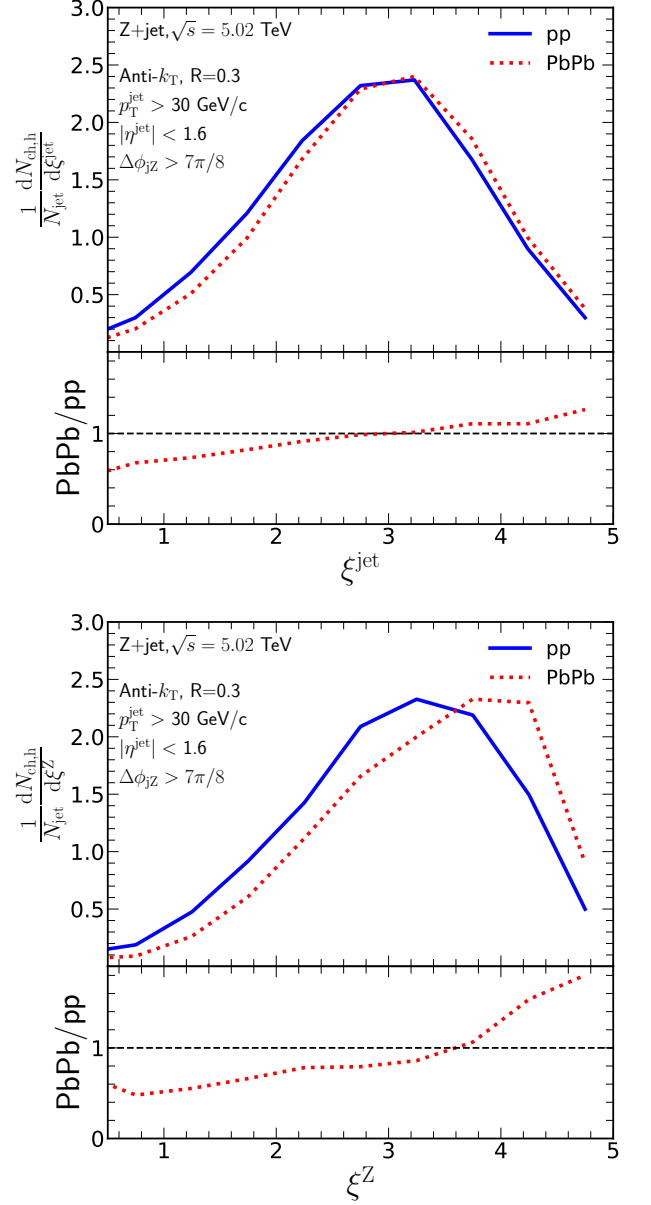 3.0
Z+jet,√s = 5.02 TeV
pp
PbPb
2.5
Anti-k_T, R=0.3
p_T^jet > 30 GeV/c
2.0
|η^jet| < 1.6
Δϕ_jZ > 7π/8
1/N_jet dN_ch,h/dξ^jet
1.5
1.0
0.5
PbPb/pp
1
0
1 2 3 4 5
ξ^jet
3.0
Z+jet,√s = 5.02 TeV
pp
PbPb
2.5
Anti-k_T, R=0.3
p_T^jet > 30 GeV/c
2.0
|η^jet| < 1.6
Δϕ_jZ > 7π/8
1/N_jet dN_ch,h/dξ^Z
1.5
1.0
0.5
PbPb/pp
1
0
1 2 3 4 5
ξ^Z